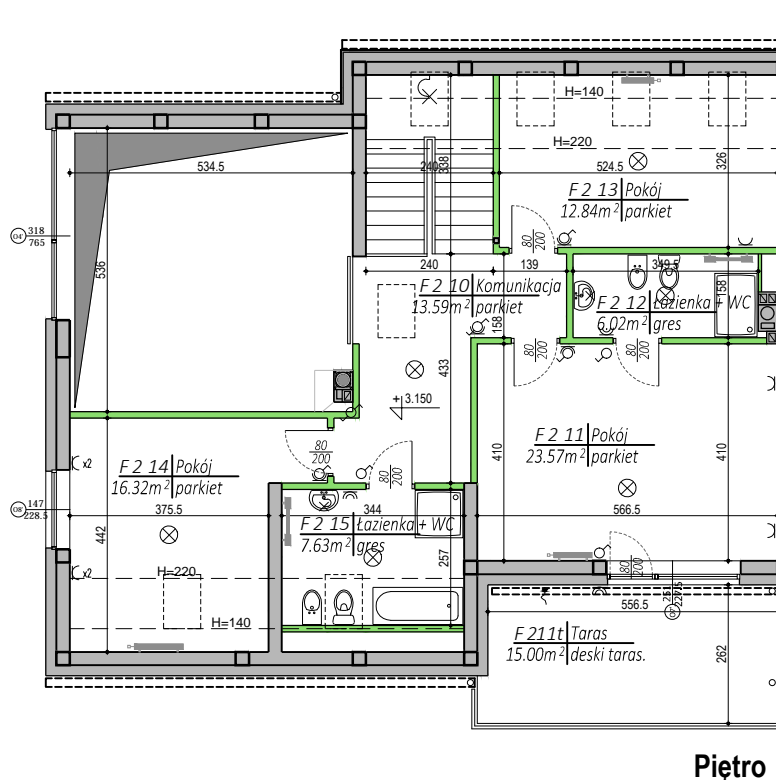 H=140
H=220
534.5
240
338
524.5
326
F 2 13 Pokój
12.84m² parkiet
80
200
04'
318
765
536
240
139
349.5
F 2 10 Komunikacja
13.59m² parkiet
158
158
F 2 12 Łazienka + WC
6.02m² gres
80
200
80
200
433
+ 3.150
410
F 2 11 Pokój
23.57m² parkiet
410
80
200
80
200
x2
F 2 14 Pokój
16.32m² parkiet
08'
147
228.5
375.5
344
566.5
442
F 2 15 Łazienka + WC
7.63m² gres
257
x2
H=220
80
200
556.5
H=140
F 211t Taras
15.00m² deski taras.
262
Piętro